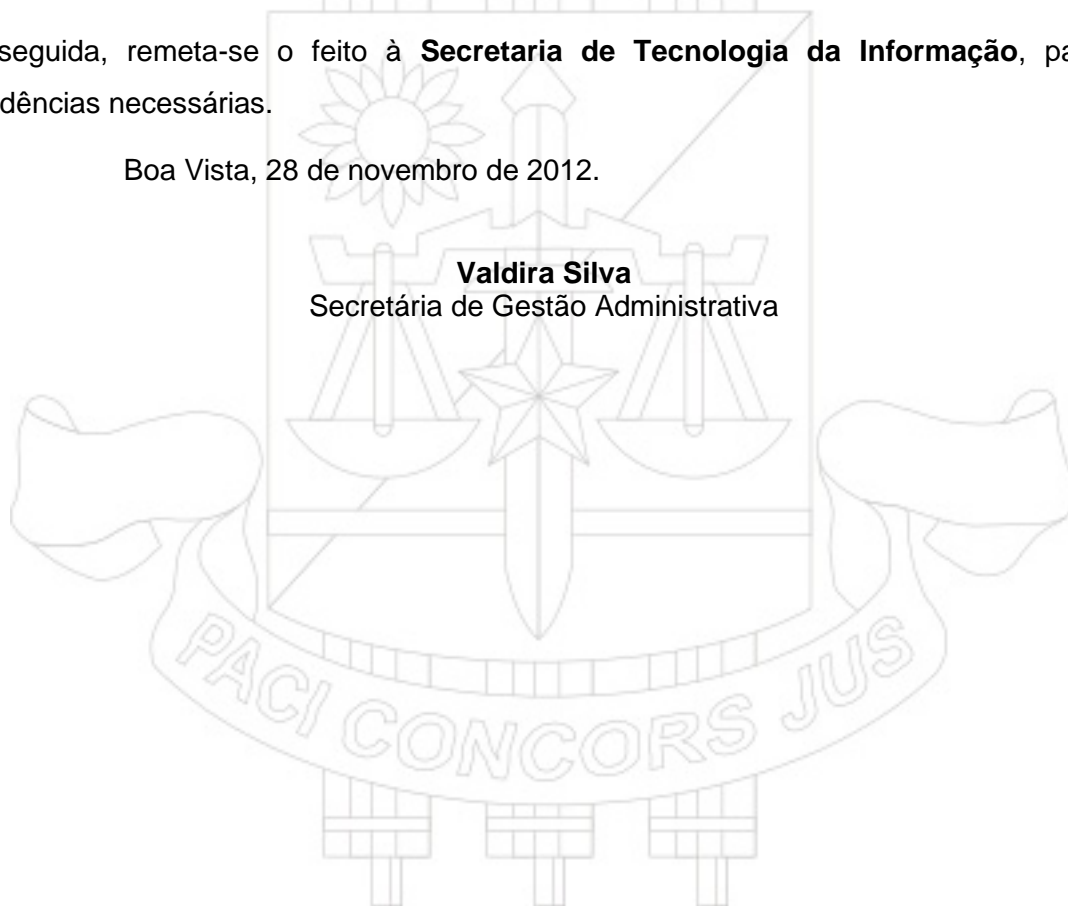 seguida, remeta-se o feito à Secretaria de Tecnologia da Informação, pa
dências necessárias.
Boa Vista, 28 de novembro de 2012.
Valdira Silva
Secretária de Gestão Administrativa
PACI CONCORS JUS